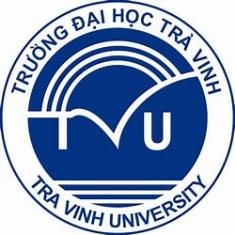 TRƯỜNG ĐẠI HỌC TRÀ VINH
TVU
TRA VINH UNIVERSITY